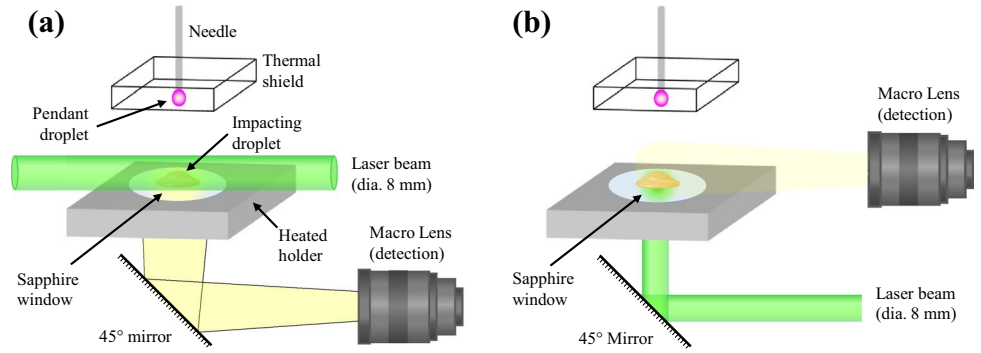 (a)
Needle
Thermal
shield
Pendant
droplet
Impacting
droplet
Laser beam
(dia. 8 mm)
Heated
holder
Macro Lens
(detection)
Sapphire
window
45° mirror
(b)
Macro Lens
(detection)
Sapphire
window
Laser beam
(dia. 8 mm)
45° Mirror